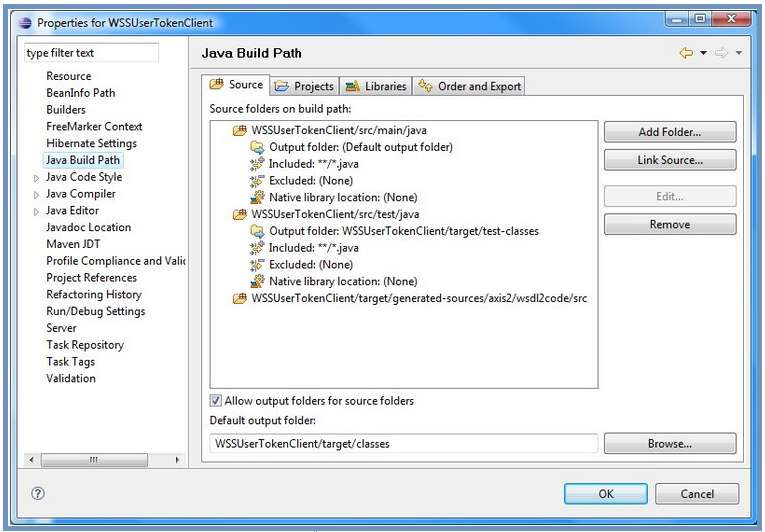 Properties for WSSUserTokenClient
type filter text
Resource
BeanInfo Path
Builders
FreeMarker Context
Hibernate Settings
Java Build Path
Java Code Style
Java Compiler
Java Editor
Javadoc Location
Maven JDT
Profile Compliance and Valic
Project References
Refactoring History
Run/Debug Settings
Server
Task Repository
Task Tags
Validation
Java Build Path
Source Projects Libraries Order and Export
Source folders on build path:
WSSUserTokenClient/src/main/java
Output folder: (Default output folder)
Included: **/*.java
Excluded: (None)
Native library location: (None)
WSSUserTokenClient/src/test/java
Output folder: WSSUserTokenClient/target/test-classes
Included: **/*.java
Excluded: (None)
Native library location: (None)
WSSUserTokenClient/target/generated-sources/axis2/wsdl2code/src
Add Folder...
Link Source...
Edit...
Remove
Allow output folders for source folders
Default output folder:
WSSUserTokenClient/target/classes
Browse...
OK
Cancel